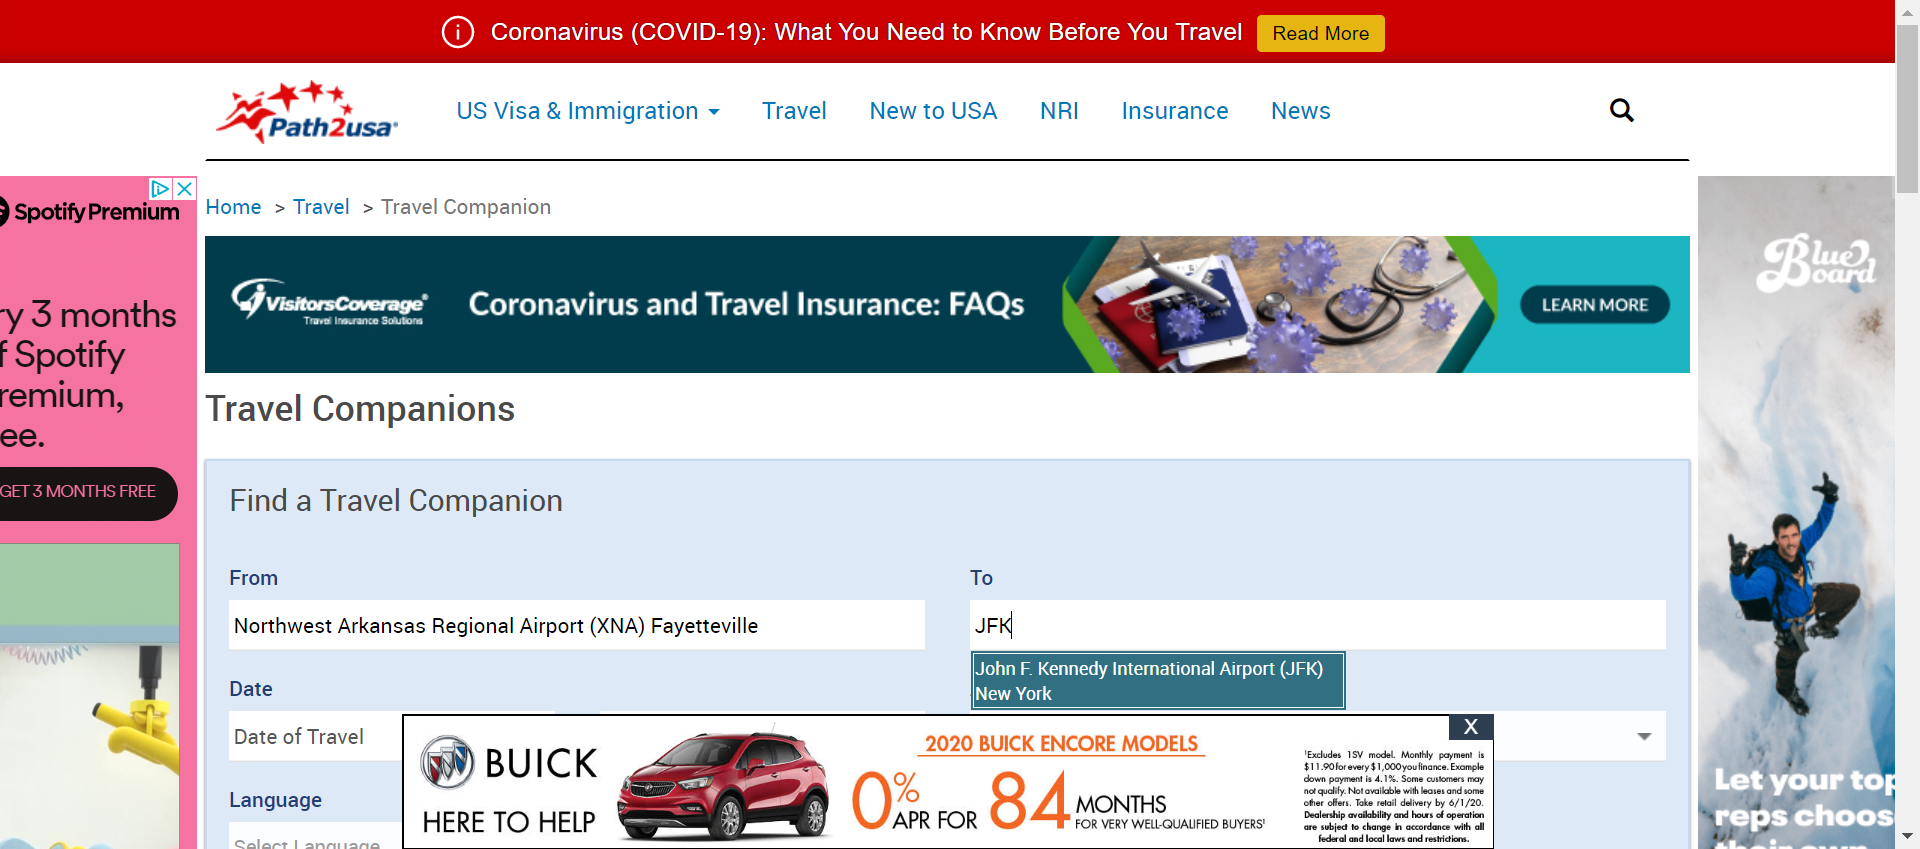 Coronavirus (COVID-19): What You Need to Know Before You Travel Read More
Path2usa
US Visa & Immigration Travel New to USA NRI Insurance News
Home > Travel > Travel Companion
Spotify Premium
3 months
Spotify
GET 3 MONTHS FREE
VisitorsCoverage
Travel Insurance Solutions
Coronavirus and Travel Insurance: FAQs
LEARN MORE
Blue Board
Travel Companions
Find a Travel Companion
From
To
Northwest Arkansas Regional Airport (XNA) Fayetteville
JFK
John F. Kennedy International Airport (JFK)
New York
Date
Date of Travel
Language
Select Language
X
BUICK
HERE TO HELP
2020 BUICK ENCORE MODELS
0% APR FOR 84 MONTHS
FOR VERY WELL-QUALIFIED BUYERS¹
¹Excludes 1SV model. Monthly payment is
$11.90 for every $1,000 you finance. Example
down payment is 4.1%. Some customers may
not qualify. Not available with leases and some
other offers. Take retail delivery by 6/1/20.
Dealership availability and hours of operation
are subject to change in accordance with all
federal and local laws and restrictions.
Let your top
reps choos
their own